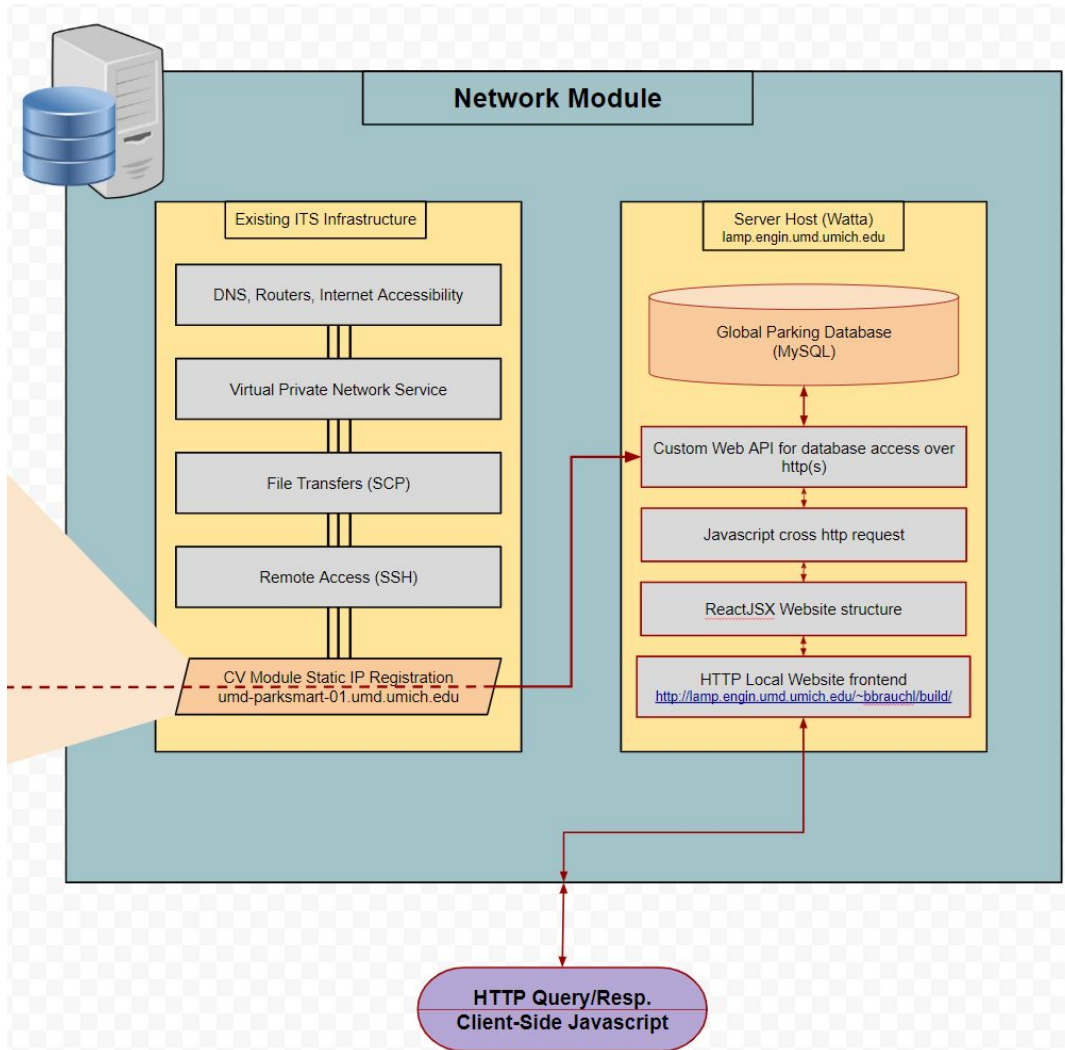 Network Module
Existing ITS Infrastructure
DNS, Routers, Internet Accessibility
Virtual Private Network Service
File Transfers (SCP)
Remote Access (SSH)
CV Module Static IP Registration
umd-parksmart-01.umd.umich.edu
Server Host (Watta)
lamp.engin.umd.umich.edu
Global Parking Database
(MySQL)
Custom Web API for database access over
http(s)
Javascript cross http request
ReactJSX Website structure
HTTP Local Website frontend
http://lamp.engin.umd.umich.edu/~bbrauchl/build/
HTTP Query/Resp.
Client-Side Javascript